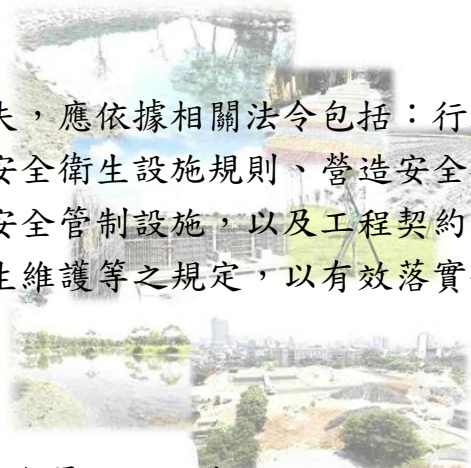 失，應依據相關法令包括：行
安全衛生設施規則、營造安全
安全管制設施，以及工程契約
生維護等之規定，以有效落實